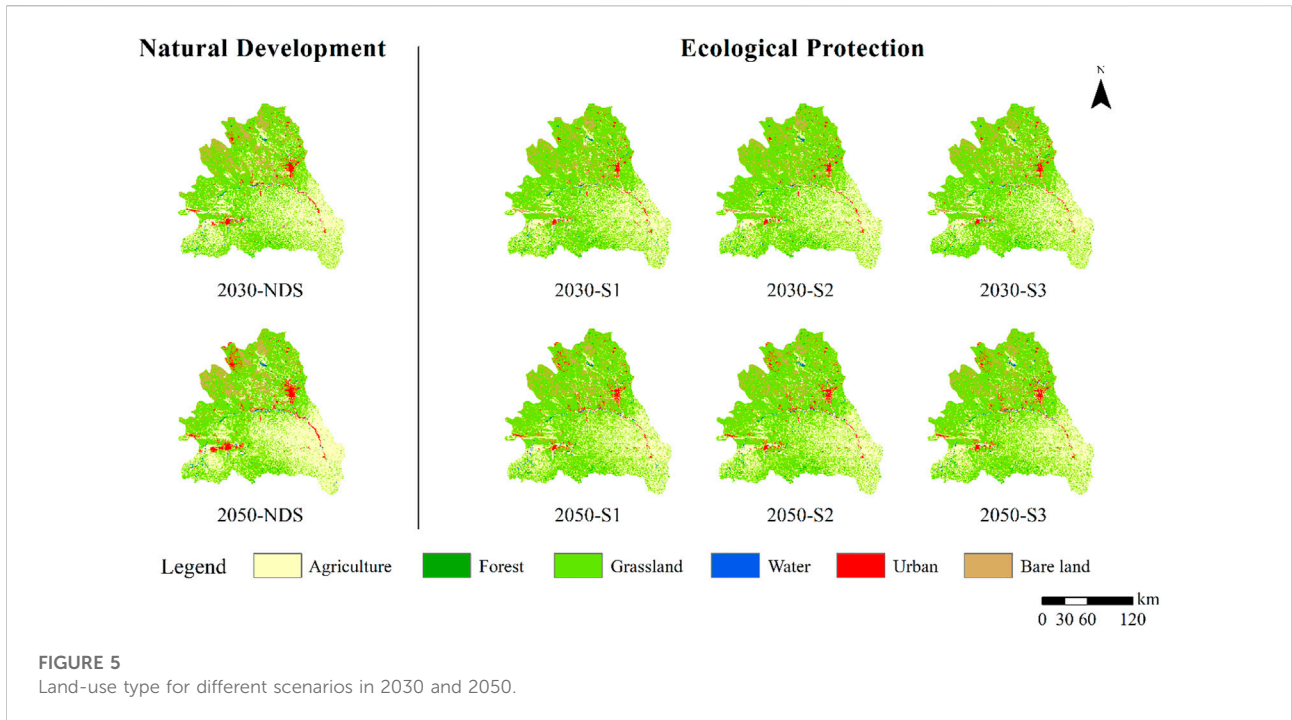 Natural Development
Ecological Protection
N
2030-NDS
2030-S1
2030-S2
2030-S3
2050-NDS
2050-S1
2050-S2
2050-S3
Legend
Agriculture
Forest
Grassland
Water
Urban
Bare land
km
0 30 60 120
FIGURE 5
Land-use type for different scenarios in 2030 and 2050.